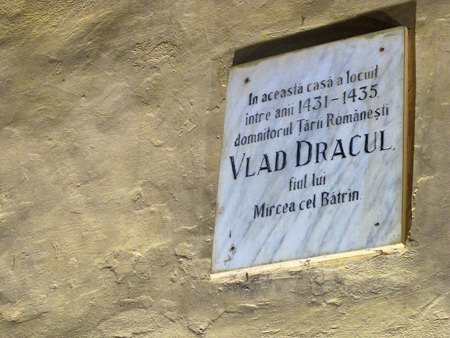 In această casă a locuit
între anii 1431-1435
domnitorul Țării Românești
VLAD DRACUL,
fiul lui
Mircea cel Bătrîn.